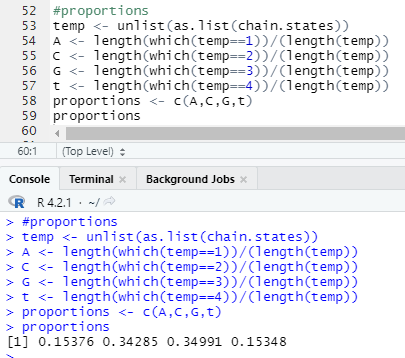 52 #proportions
53 temp <- unlist(as.list(chain.states))
54 A <- length(which(temp==1))/(length(temp))
55 C <- length(which(temp==2))/(length(temp))
56 G <- length(which(temp==3))/(length(temp))
57 t <- length(which(temp==4))/(length(temp))
58 proportions <- c(A,C,G,t)
59 proportions
60
60:1 (Top Level)
Console Terminal Background Jobs
R R 4.2.1 · ~/
> #proportions
> temp <- unlist(as.list(chain.states))
> A <- length(which(temp==1))/(length(temp))
> C <- length(which(temp==2))/(length(temp))
> G <- length(which(temp==3))/(length(temp))
> t <- length(which(temp==4))/(length(temp))
> proportions <- c(A,C,G,t)
> proportions
[1] 0.15376 0.34285 0.34991 0.15348
>